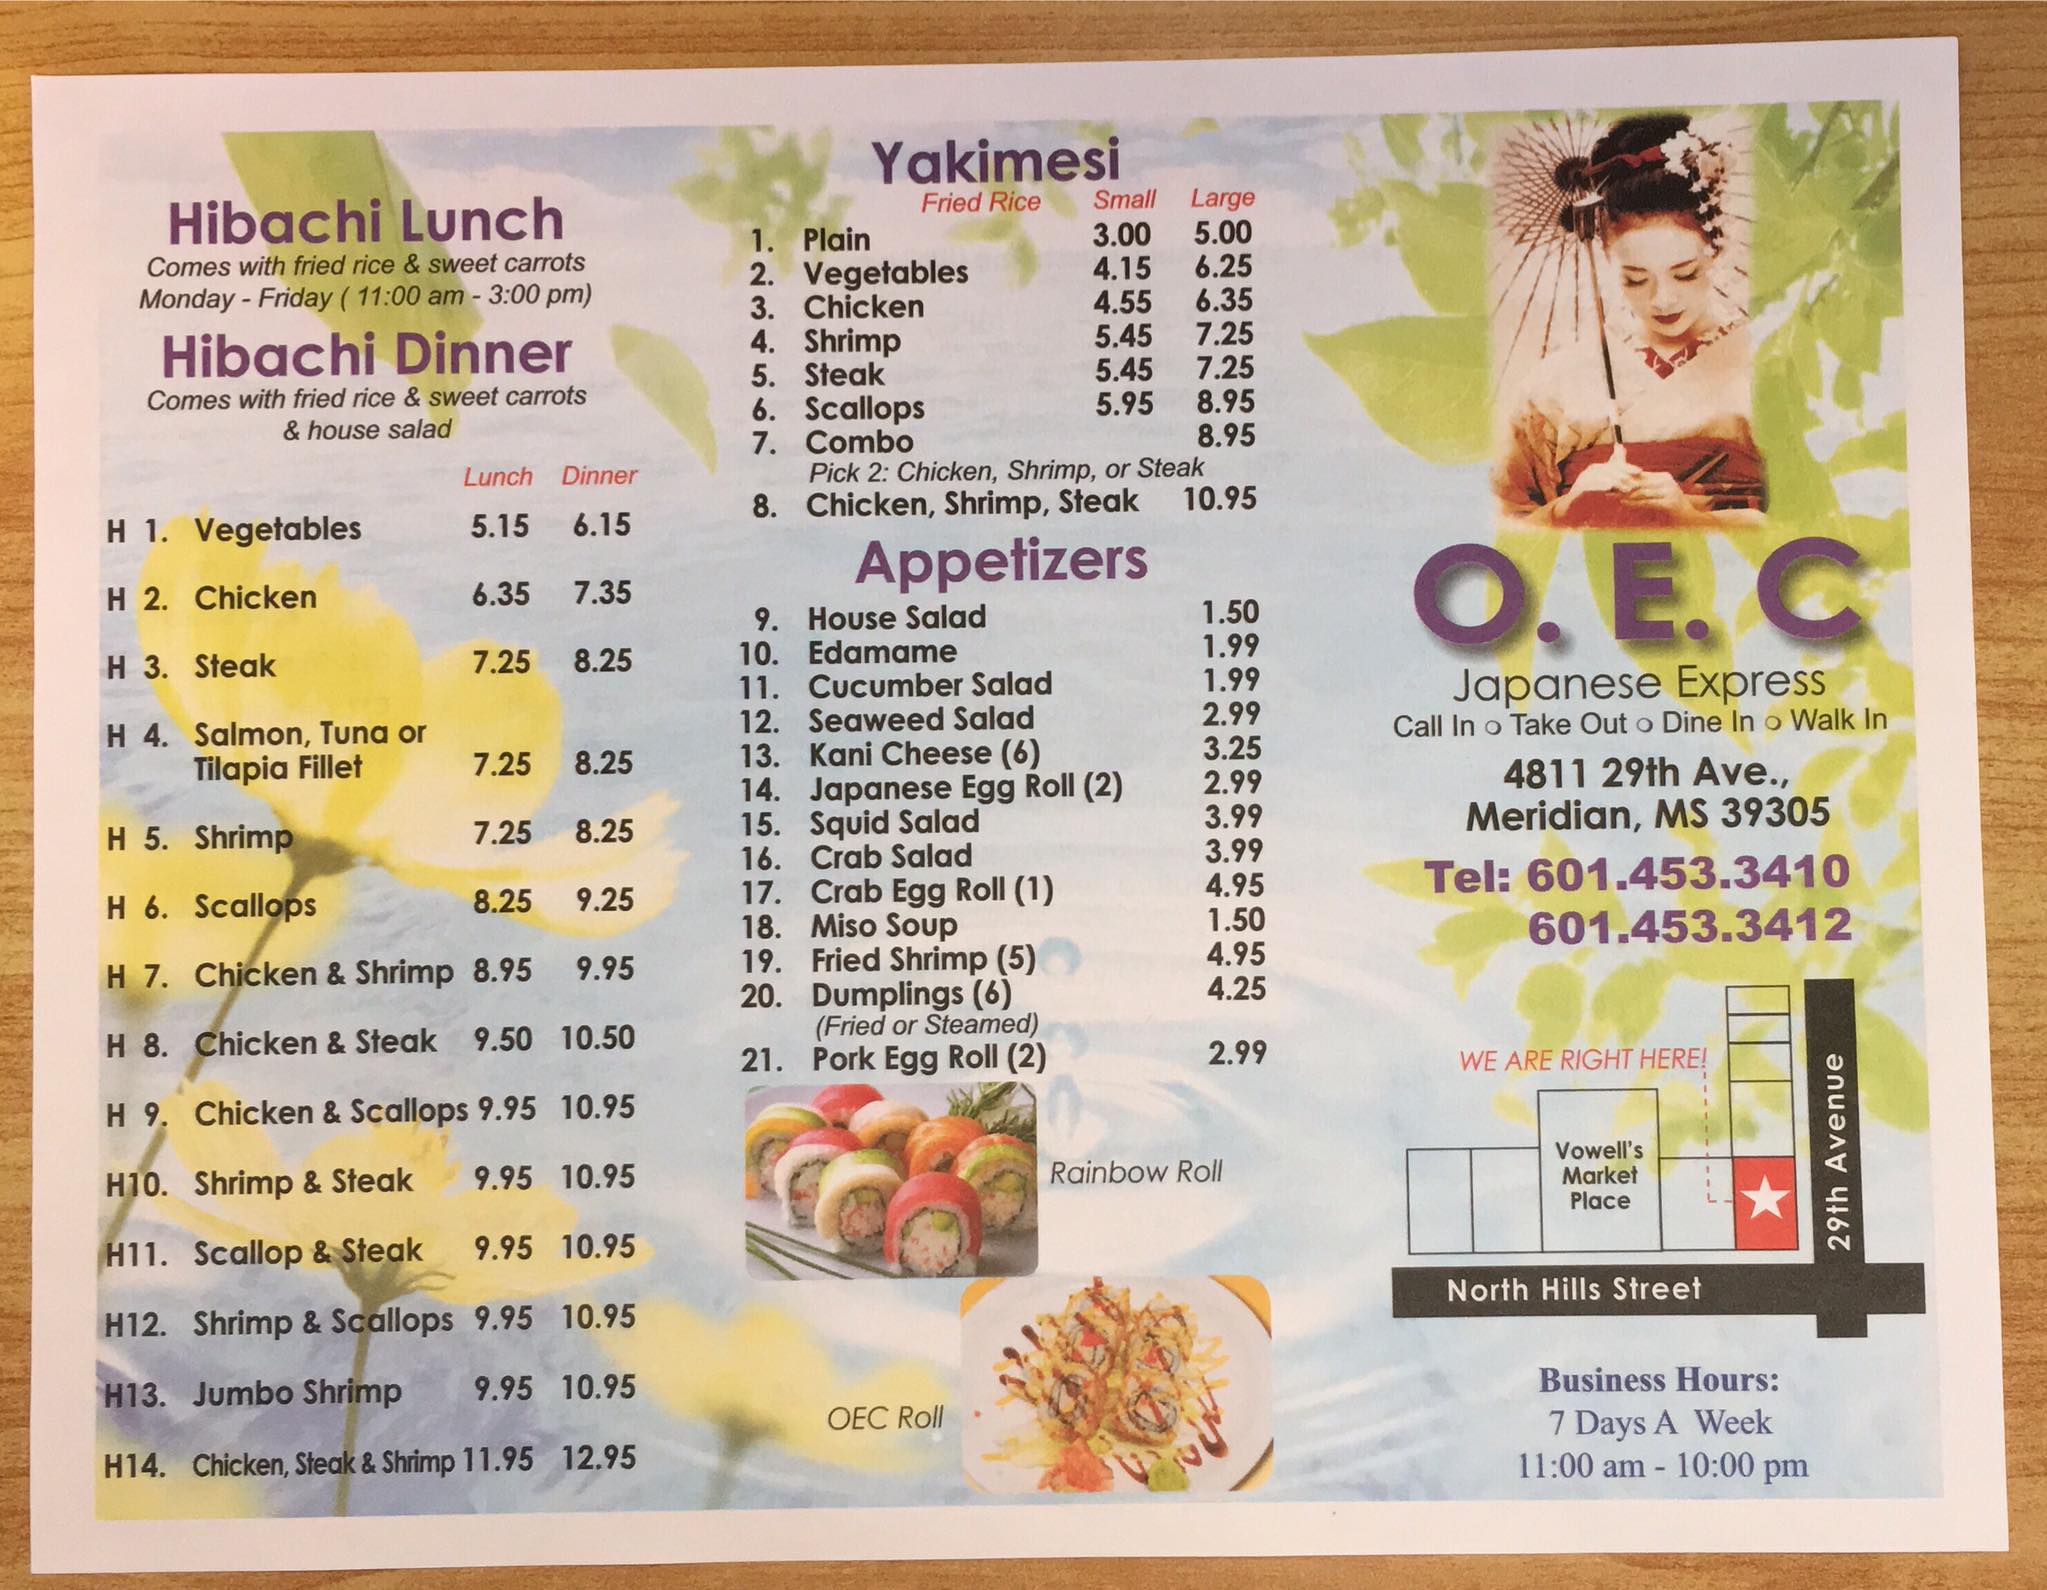 Hibachi Lunch
Comes with fried rice & sweet carrots
Monday - Friday ( 11:00 am - 3:00 pm)
Hibachi Dinner
Comes with fried rice & sweet carrots
& house salad
Lunch Dinner
H 1. Vegetables 5.15 6.15
H 2. Chicken 6.35 7.35
H 3. Steak 7.25 8.25
H 4. Salmon, Tuna or
Tilapia Fillet 7.25 8.25
H 5. Shrimp 7.25 8.25
H 6. Scallops 8.25 9.25
H 7. Chicken & Shrimp 8.95 9.95
H 8. Chicken & Steak 9.50 10.50
H 9. Chicken & Scallops 9.95 10.95
H10. Shrimp & Steak 9.95 10.95
H11. Scallop & Steak 9.95 10.95
H12. Shrimp & Scallops 9.95 10.95
H13. Jumbo Shrimp 9.95 10.95
H14. Chicken, Steak & Shrimp 11.95 12.95
Yakimesi
Fried Rice Small Large
1. Plain 3.00 5.00
2. Vegetables 4.15 6.25
3. Chicken 4.55 6.35
4. Shrimp 5.45 7.25
5. Steak 5.45 7.25
6. Scallops 5.95 8.95
7. Combo 8.95
Pick 2: Chicken, Shrimp, or Steak
8. Chicken, Shrimp, Steak 10.95
Appetizers
9. House Salad 1.50
10. Edamame 1.99
11. Cucumber Salad 1.99
12. Seaweed Salad 2.99
13. Kani Cheese (6) 3.25
14. Japanese Egg Roll (2) 2.99
15. Squid Salad 3.99
16. Crab Salad 3.99
17. Crab Egg Roll (1) 4.95
18. Miso Soup 1.50
19. Fried Shrimp (5) 4.95
20. Dumplings (6) 4.25
(Fried or Steamed)
21. Pork Egg Roll (2) 2.99
Rainbow Roll
OEC Roll
O. E. C
Japanese Express
Call In o Take Out o Dine In o Walk In
4811 29th Ave.,
Meridian, MS 39305
Tel: 601.453.3410
601.453.3412
WE ARE RIGHT HERE!
Vowell's
Market
Place
29th Avenue
North Hills Street
Business Hours:
7 Days A Week
11:00 am - 10:00 pm